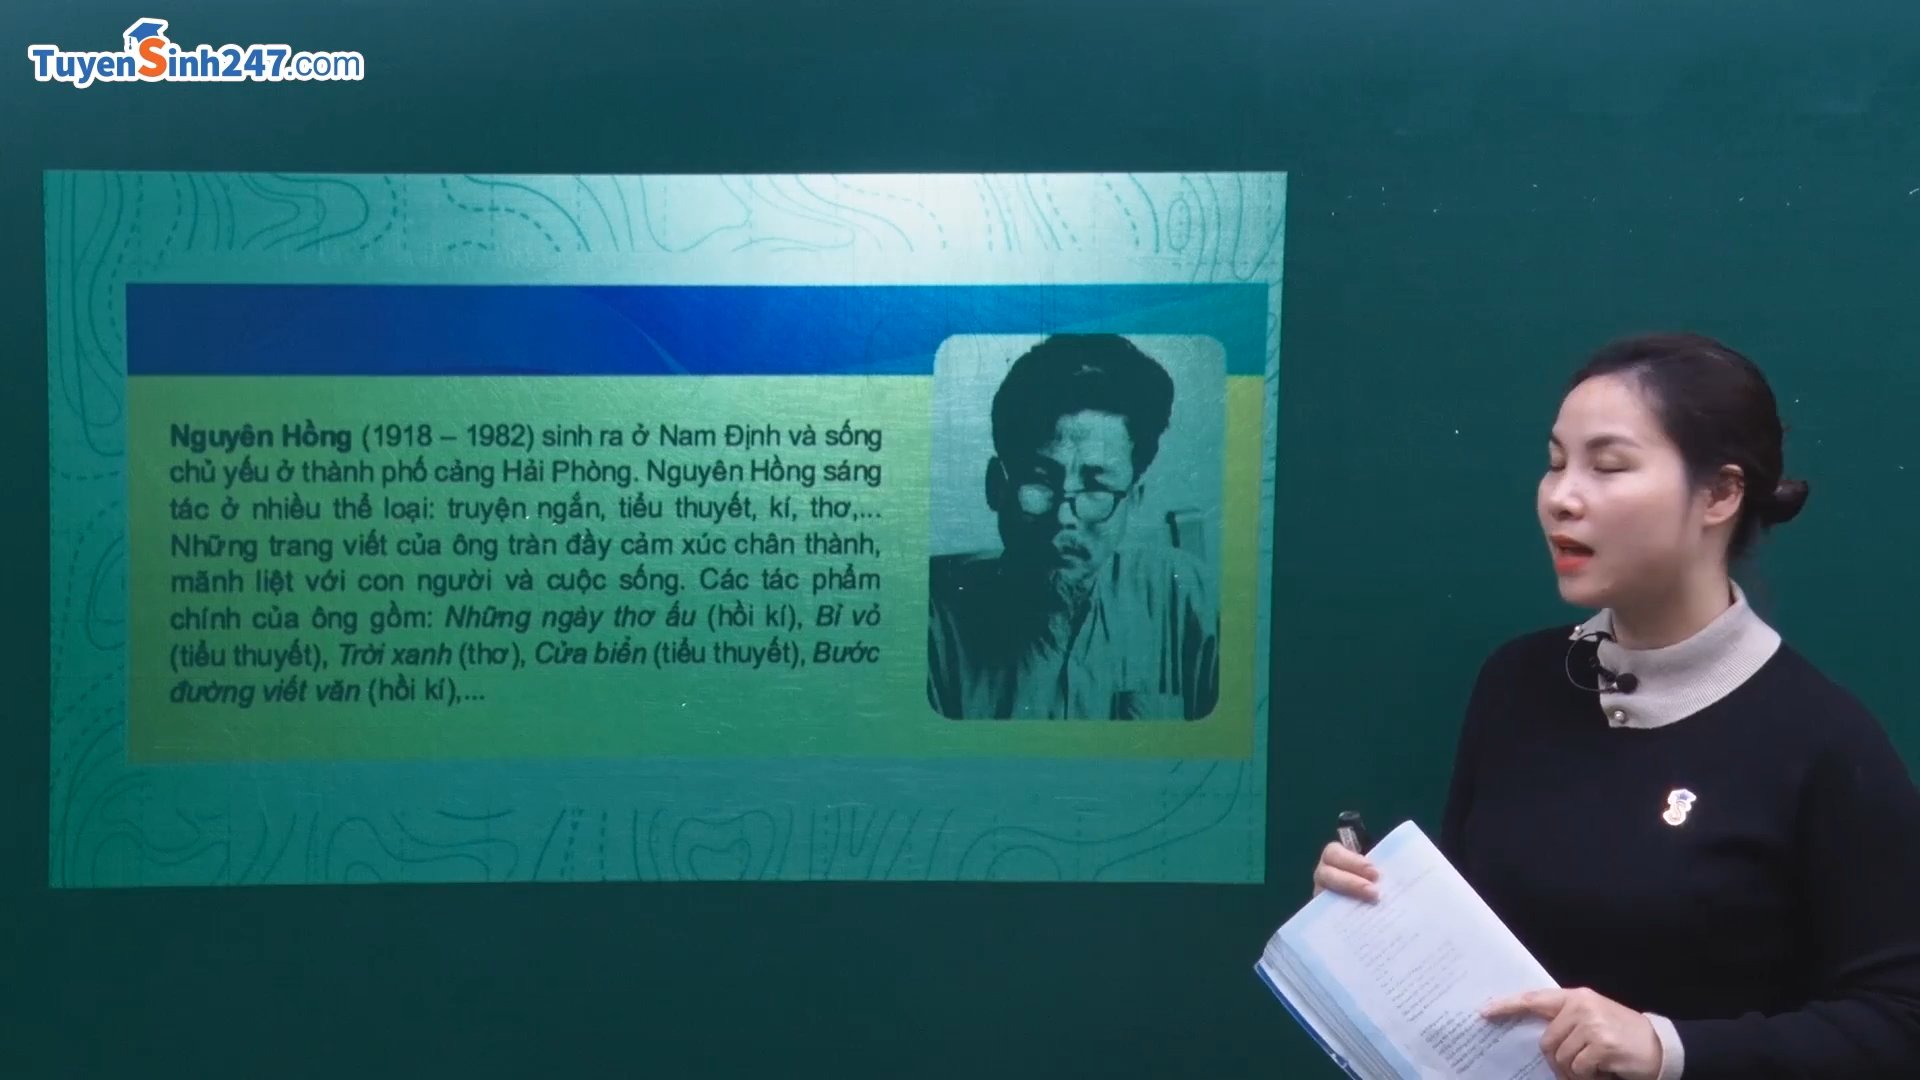 TuyenSinh247.com
Nguyên Hồng (1918 – 1982) sinh ra ở Nam Định và sống
chủ yếu ở thành phố cảng Hải Phòng. Nguyên Hồng sáng
tác ở nhiều thể loại: truyện ngắn, tiểu thuyết, kí, thơ,...
Những trang viết của ông tràn đầy cảm xúc chân thành,
mãnh liệt với con người và cuộc sống. Các tác phẩm
chính của ông gồm: Những ngày thơ ấu (hồi kí), Bỉ vỏ
(tiểu thuyết), Trời xanh (thơ), Cửa biển (tiểu thuyết), Bước
đường viết văn (hồi kí),...